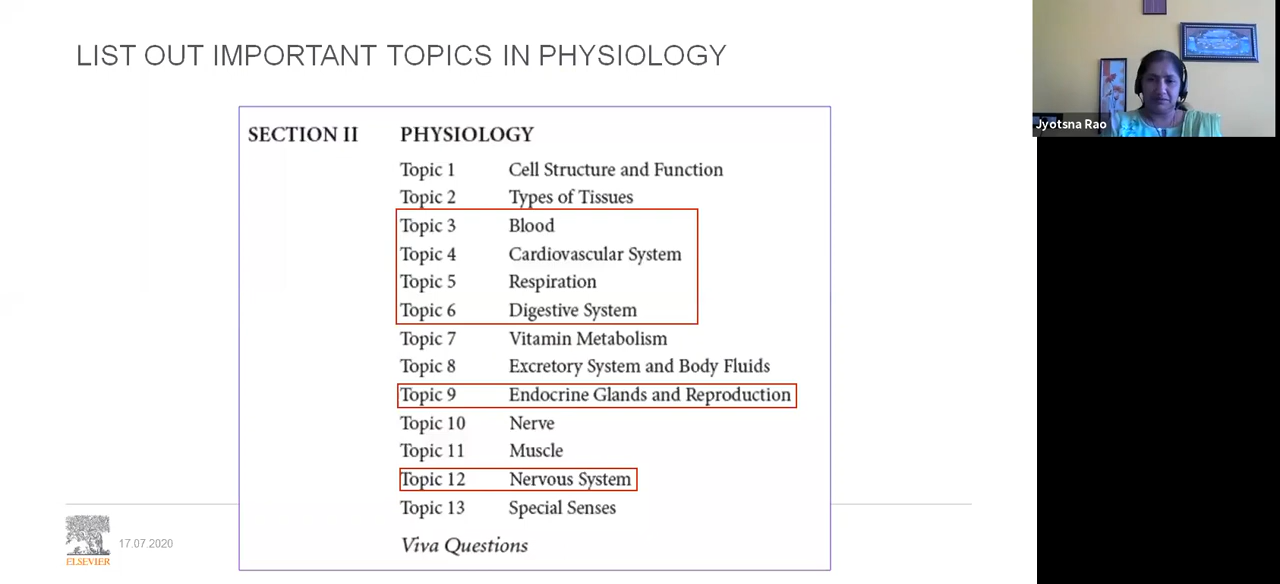 LIST OUT IMPORTANT TOPICS IN PHYSIOLOGY
SECTION II PHYSIOLOGY
Topic 1 Cell Structure and Function
Topic 2 Types of Tissues
Topic 3 Blood
Topic 4 Cardiovascular System
Topic 5 Respiration
Topic 6 Digestive System
Topic 7 Vitamin Metabolism
Topic 8 Excretory System and Body Fluids
Topic 9 Endocrine Glands and Reproduction
Topic 10 Nerve
Topic 11 Muscle
Topic 12 Nervous System
Topic 13 Special Senses
Viva Questions
ELSEVIER
17.07.2020
Jyotsna Rao